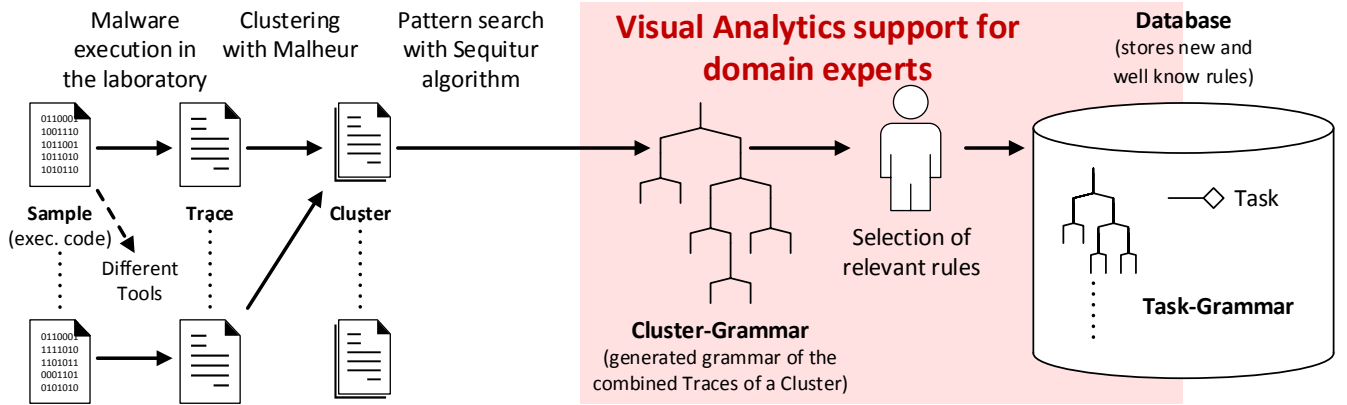 Malware
execution in
the laboratory
Clustering
with Malheur
Pattern search
with Sequitur
algorithm
Visual Analytics support for
domain experts
Database
(stores new and
well know rules)
0110001
1001110
1011001
1011010
1010110
Sample
(exec. code)
Trace
Cluster
Different
Tools
Selection of
relevant rules
Task
Task-Grammar
0110001
1111010
1101011
0001101
0101010
Cluster-Grammar
(generated grammar of the
combined Traces of a Cluster)